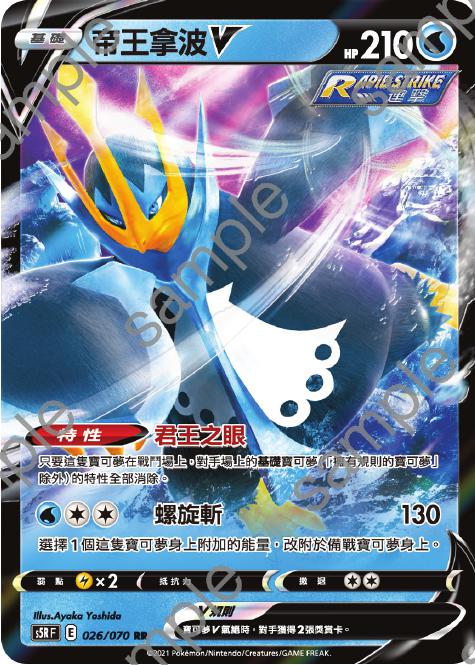 基礎 帝王拿波V HP 210
RAPID STRIKE
連擊
特性 君王之眼
只要這隻寶可夢在戰鬥場上,對手場上的基礎寶可夢(「擁有規則的寶可夢」
除外)的特性全部消除。
螺旋斬 130
選擇1個這隻寶可夢身上附加的能量,改附於備戰寶可夢身上。
弱點 ×2 抵抗力 撤退
Illus.Ayaka Yoshida
V規則
s5R F E 026/070 RR
寶可夢V氣絕時,對手獲得2張獎賞卡。
©2021 Pokémon/Nintendo/Creatures/GAME FREAK.
sample
sample
sample
sample
sample
sample
sample